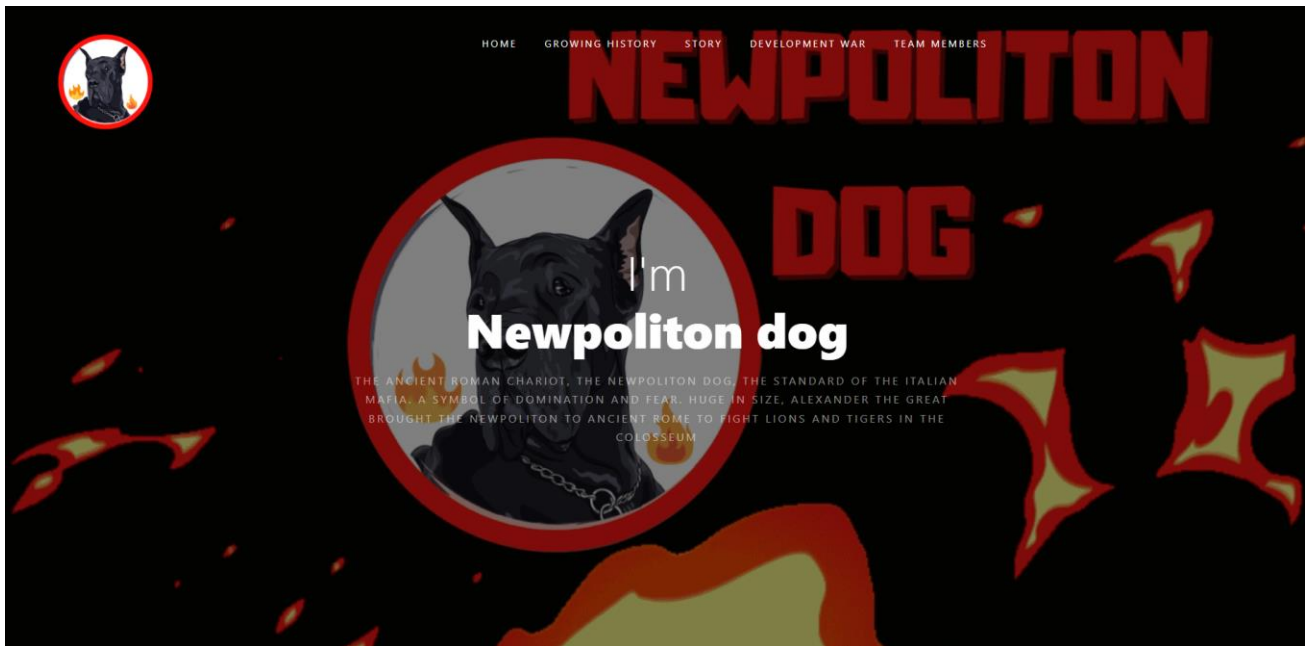 HOME GROWING HISTORY STORY DEVELOPMENT WAR TEAM MEMBERS
NEWPOLITON
DOG
I'm
Newpoliton dog
THE ANCIENT ROMAN CHARIOT, THE NEWPOLITON DOG, THE STANDARD OF THE ITALIAN
MAFIA. A SYMBOL OF DOMINATION AND FEAR. HUGE IN SIZE, ALEXANDER THE GREAT
BROUGHT THE NEWPOLITON TO ANCIENT ROME TO FIGHT LIONS AND TIGERS IN THE
COLOSSEUM